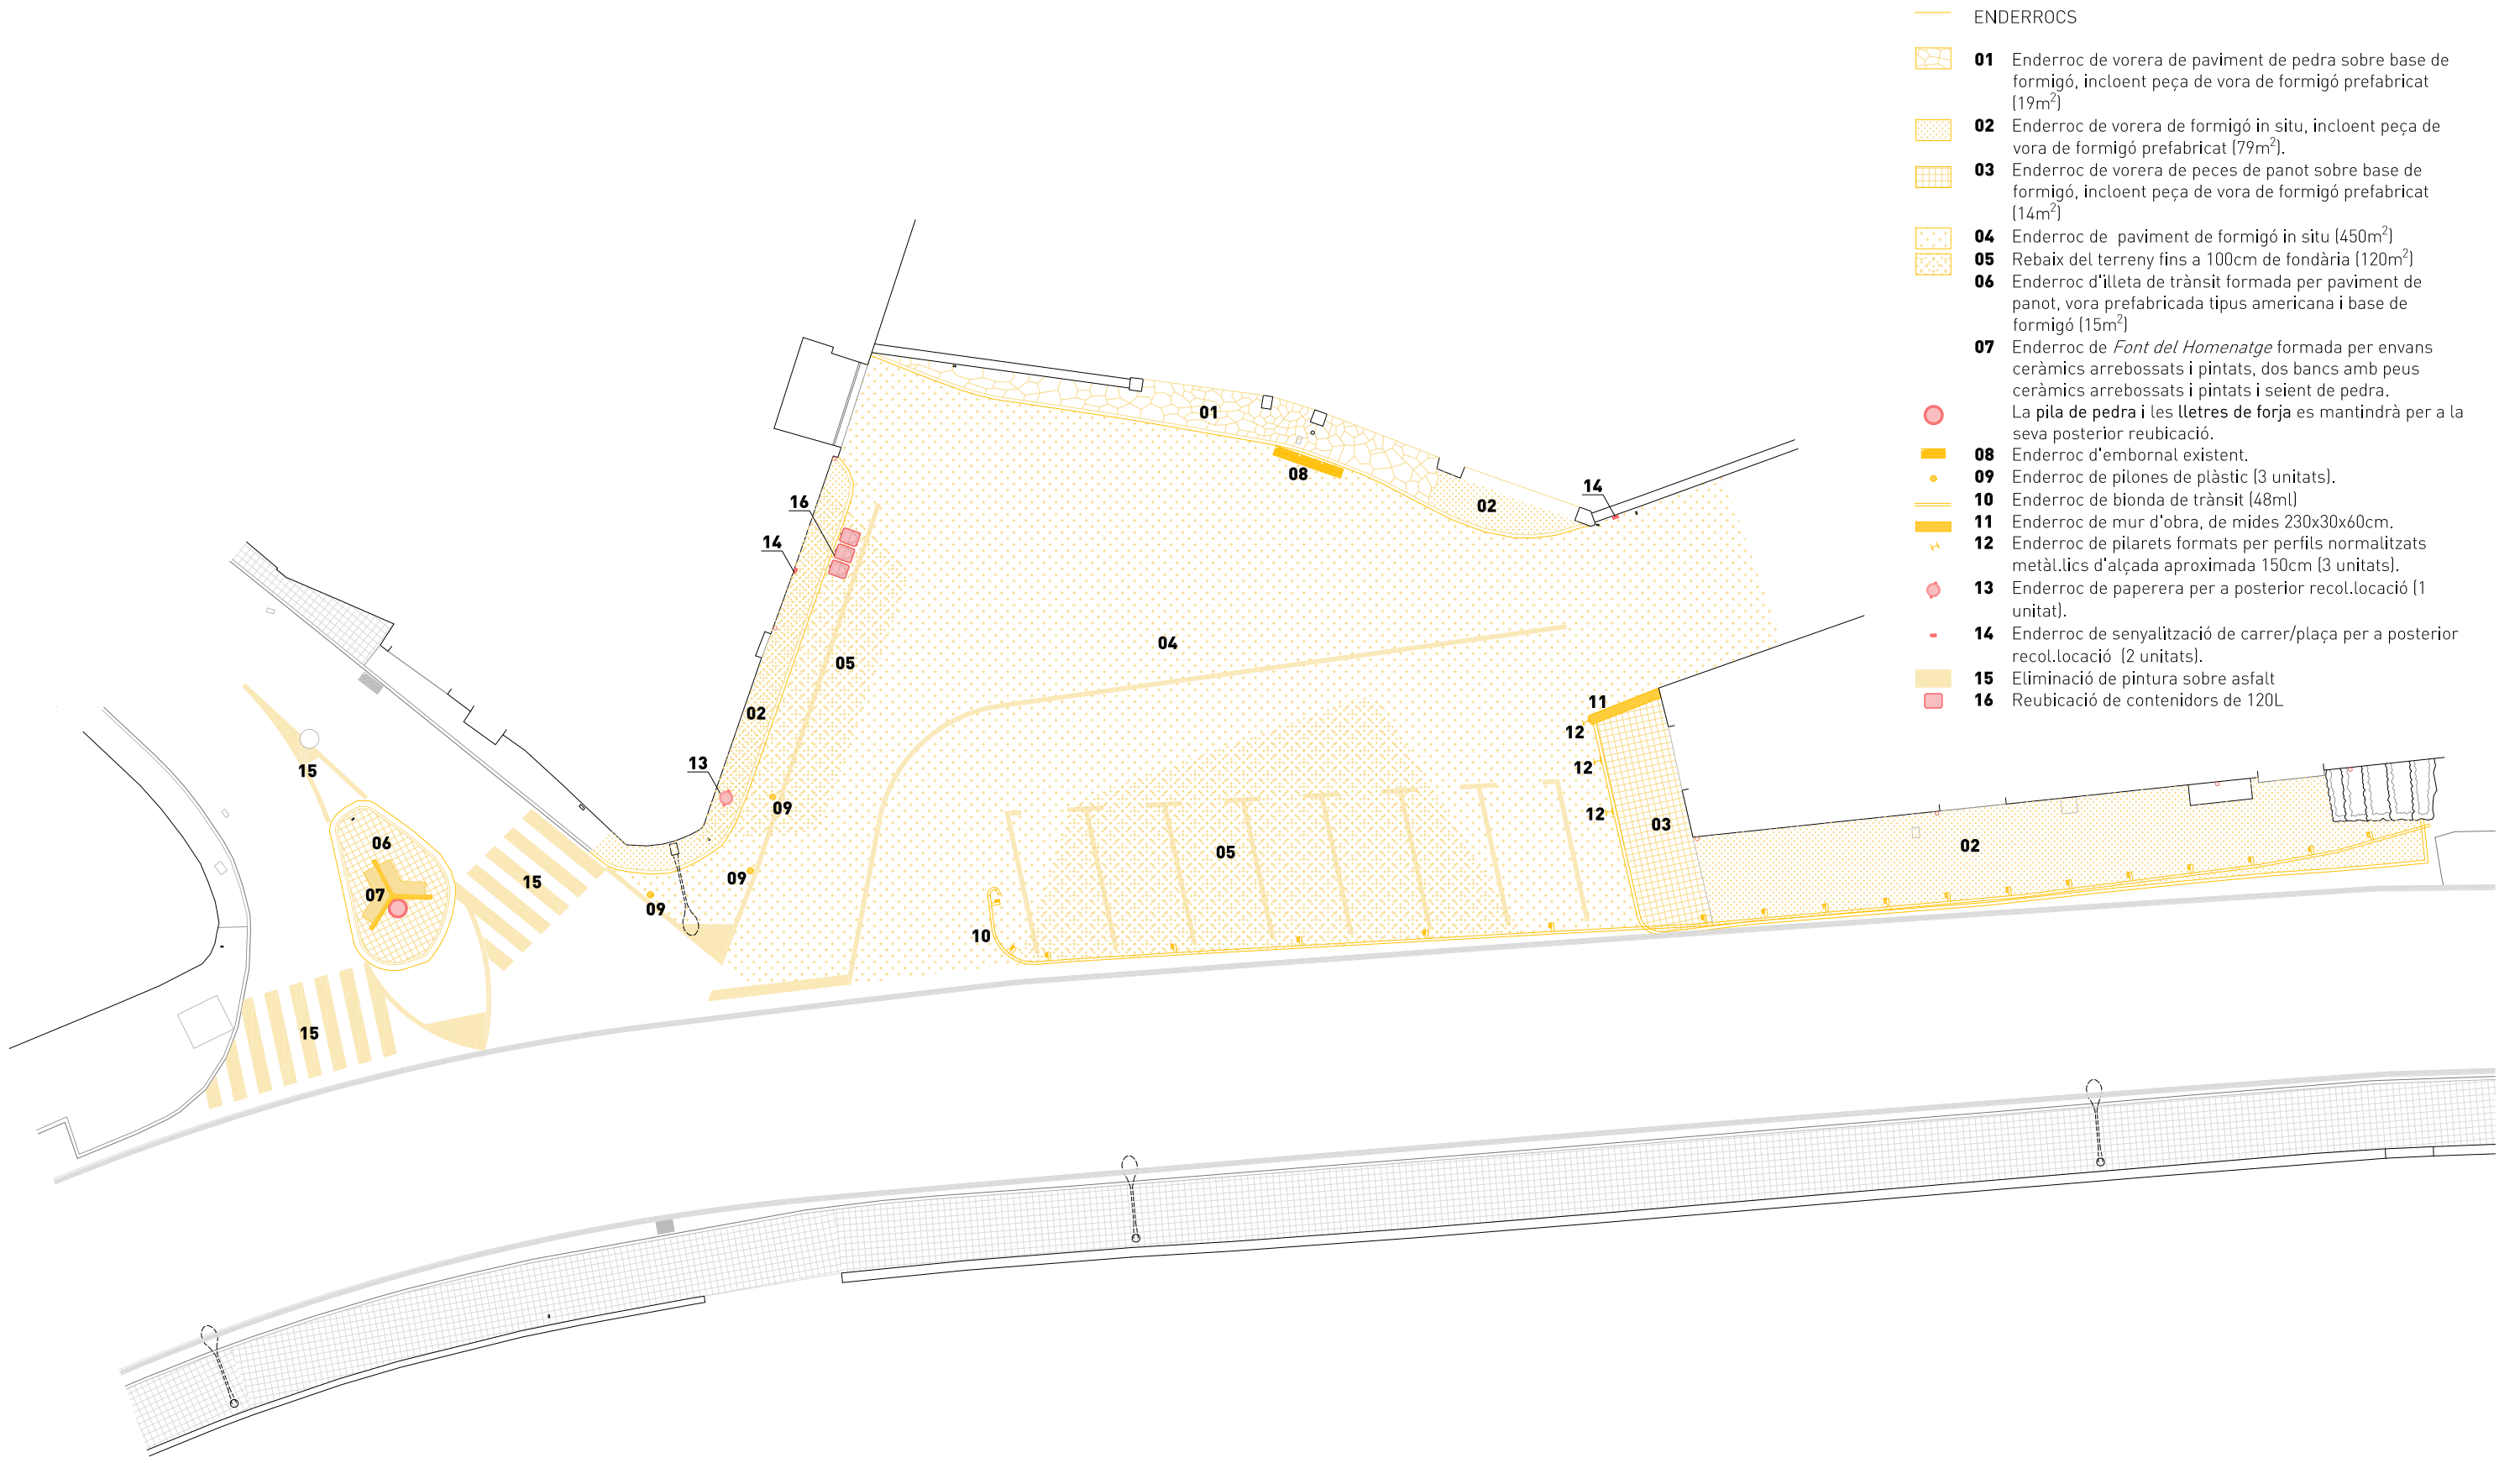 ENDERROCS
01 Enderroc de vorera de paviment de pedra sobre base de
formigó, incloent peça de vora de formigó prefabricat
(19m²)
02 Enderroc de vorera de formigó in situ, incloent peça de
vora de formigó prefabricat (79m²).
03 Enderroc de vorera de peces de panot sobre base de
formigó, incloent peça de vora de formigó prefabricat
(14m²)
04 Enderroc de paviment de formigó in situ (450m²)
05 Rebaix del terreny fins a 100cm de fondària (120m²)
06 Enderroc d'illeta de trànsit formada per paviment de
panot, vora prefabricada tipus americana i base de
formigó (15m²)
07 Enderroc de Font del Homenatge formada per envans
ceràmics arrebossats i pintats, dos bancs amb peus
ceràmics arrebossats i pintats i seient de pedra.
La pila de pedra i les lletres de forja es mantindrà per a la
seva posterior reubicació.
08 Enderroc d'embornal existent.
09 Enderroc de pilones de plàstic (3 unitats).
10 Enderroc de bionda de trànsit (48ml)
11 Enderroc de mur d'obra, de mides 230x30x60cm.
12 Enderroc de pilarets formats per perfils normalitzats
metàl.lics d'alçada aproximada 150cm (3 unitats).
13 Enderroc de paperera per a posterior recol.locació (1
unitat).
14 Enderroc de senyalització de carrer/plaça per a posterior
recol.locació (2 unitats).
15 Eliminació de pintura sobre asfalt
16 Reubicació de contenidors de 120L
01
08
14
02
16
14
04
05
02
11
12
13
12
15
09
12
03
06
02
05
15
07
09
09
10
15